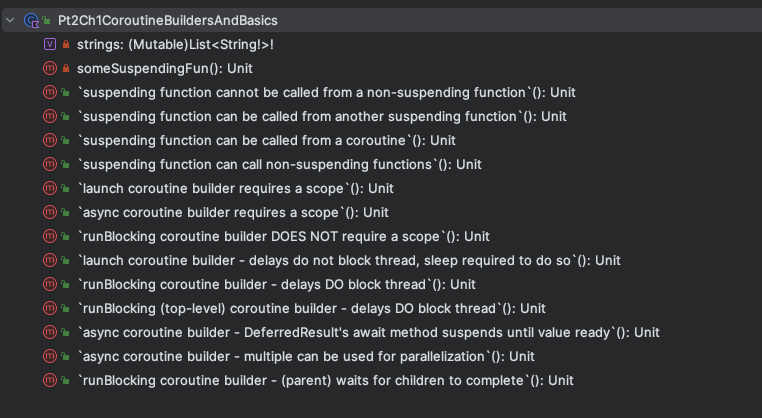 Pt2Ch1CoroutineBuildersAndBasics
strings: (Mutable)List<String!>!
someSuspendingFun(): Unit
`suspending function cannot be called from a non-suspending function`(): Unit
`suspending function can be called from another suspending function`(): Unit
`suspending function can be called from a coroutine`(): Unit
`suspending function can call non-suspending functions`(): Unit
`launch coroutine builder requires a scope`(): Unit
`async coroutine builder requires a scope`(): Unit
`runBlocking coroutine builder DOES NOT require a scope`(): Unit
`launch coroutine builder - delays do not block thread, sleep required to do so`(): Unit
`runBlocking coroutine builder - delays DO block thread`(): Unit
`runBlocking (top-level) coroutine builder - delays DO block thread`(): Unit
`async coroutine builder - DeferredResult's await method suspends until value ready`(): Unit
`async coroutine builder - multiple can be used for parallelization`(): Unit
`runBlocking coroutine builder - (parent) waits for children to complete`(): Unit